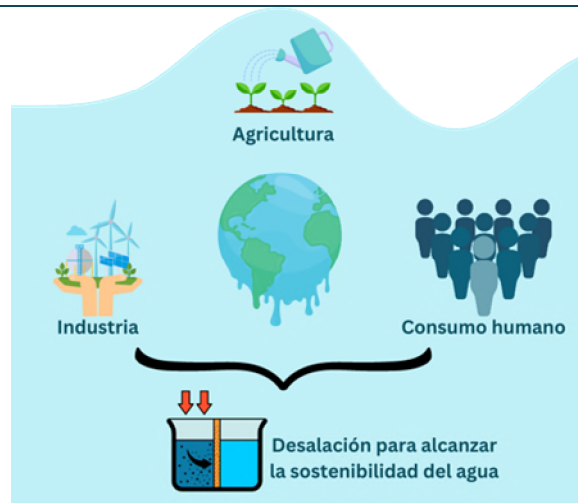 Agricultura
Industria
Consumo humano
Desalación para alcanzar
la sostenibilidad del agua